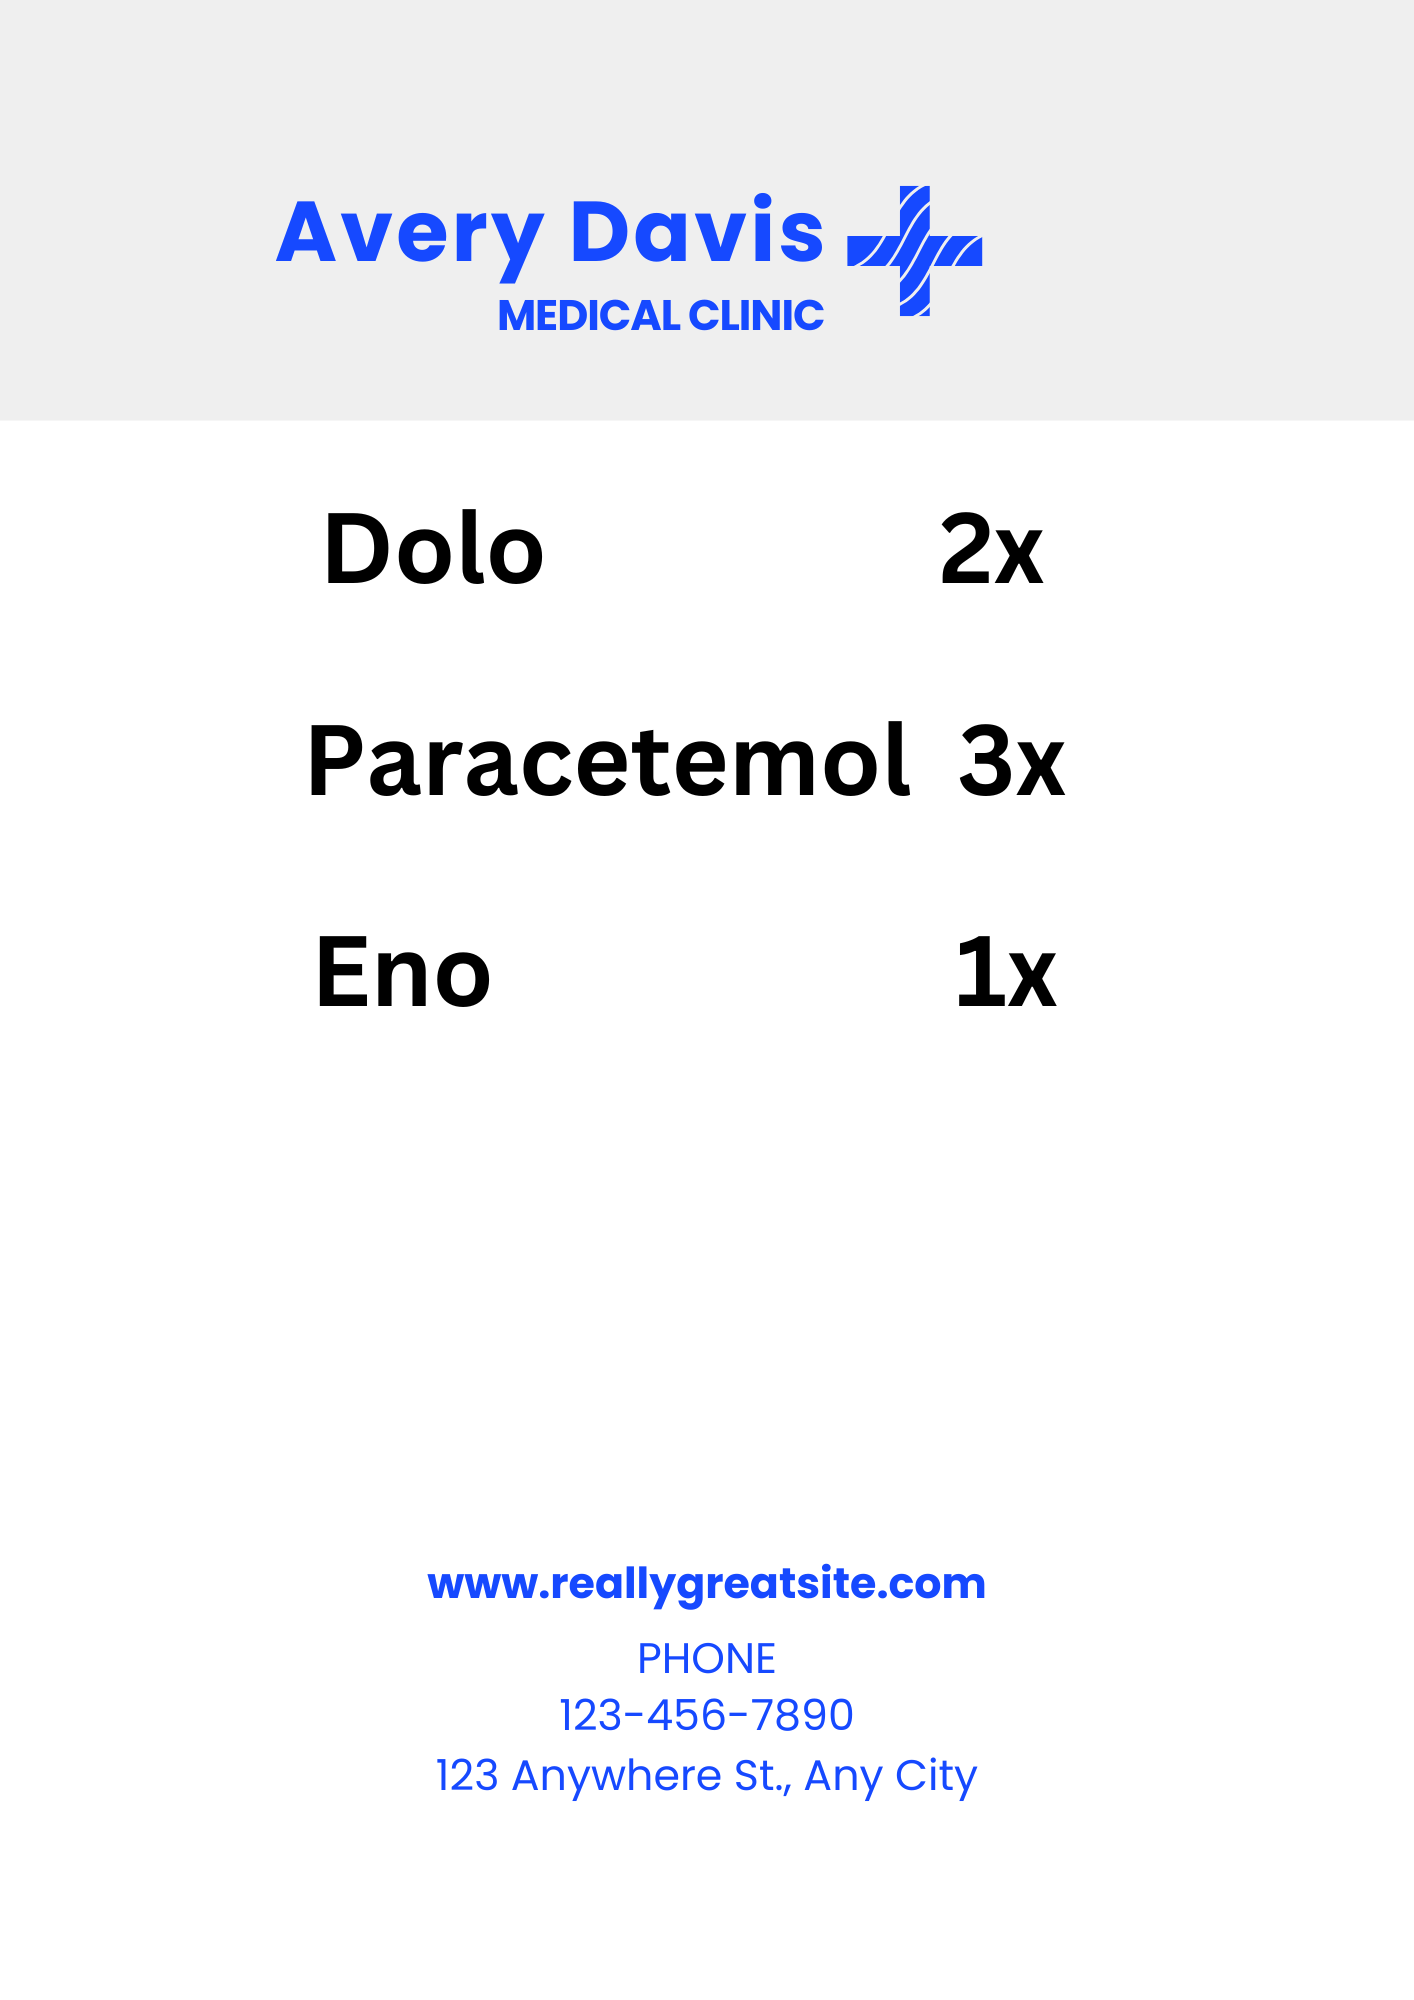 Avery Davis
MEDICAL CLINIC
Dolo 2x
Paracetemol 3x
Eno 1x
www.reallygreatsite.com
PHONE
123-456-7890
123 Anywhere St., Any City